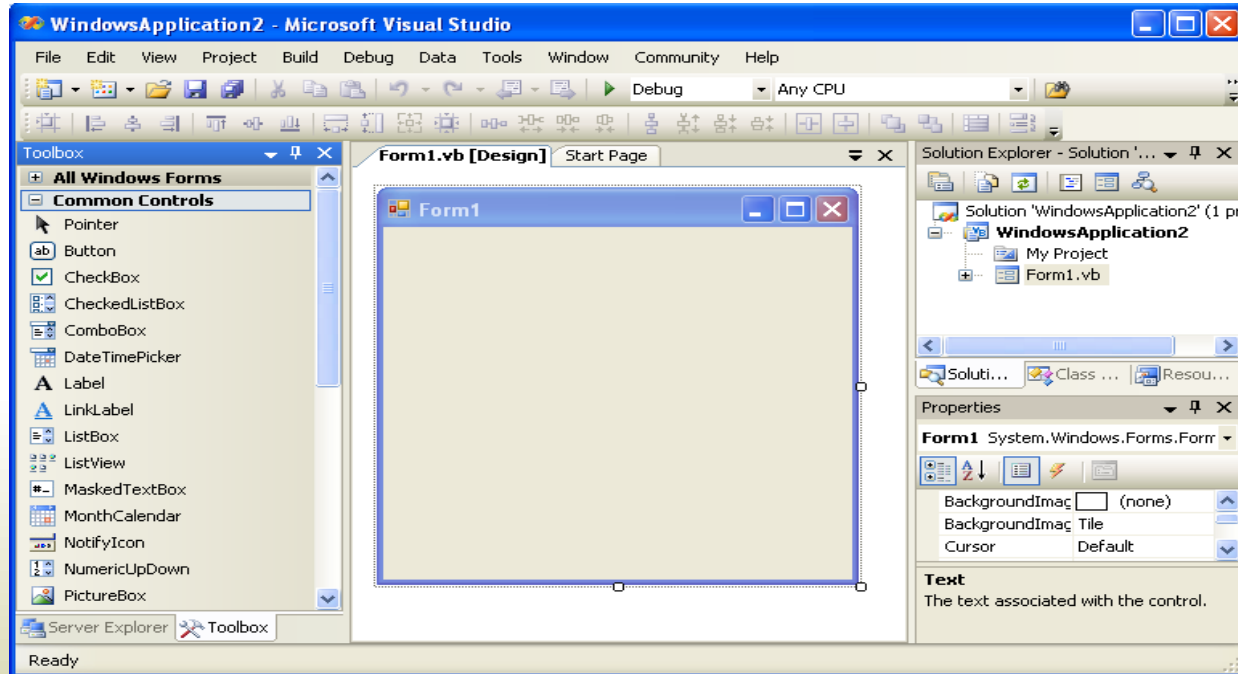 WindowsApplication2 - Microsoft Visual Studio
File Edit View Project Build Debug Data Tools Window Community Help
Debug Any CPU
Toolbox
All Windows Forms
Common Controls
Pointer
ab Button
CheckBox
CheckedListBox
ComboBox
DateTimePicker
A Label
A LinkLabel
ListBox
ListView
MaskedTextBox
MonthCalendar
NotifyIcon
NumericUpDown
PictureBox
Server Explorer Toolbox
Form1.vb [Design] Start Page
Form1
Solution Explorer - Solution '...
Solution 'WindowsApplication2' (1 pr
WindowsApplication2
My Project
Form1.vb
Soluti... Class ... Resou...
Properties
Form1 System.Windows.Forms.Form
BackgroundImag (none)
BackgroundImag Tile
Cursor Default
Text
The text associated with the control.
Ready